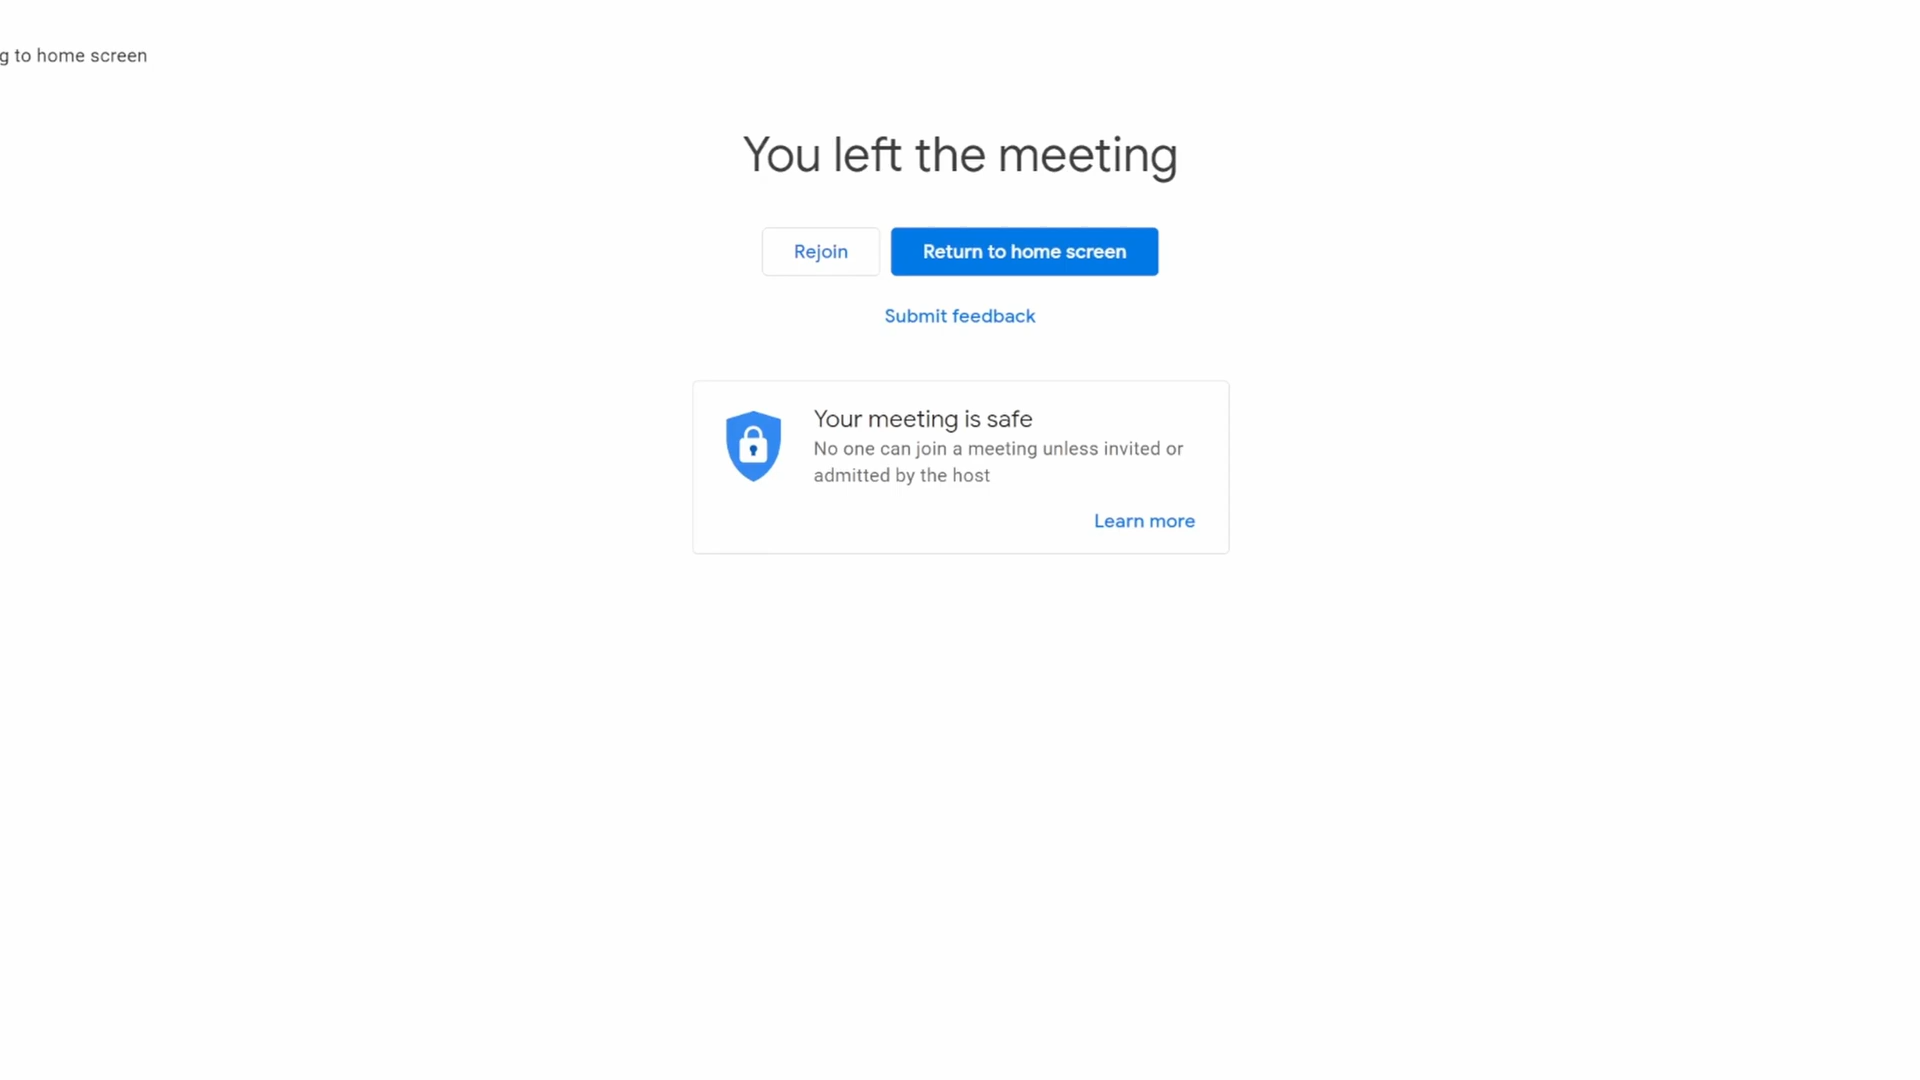 g to home screen
You left the meeting
Rejoin
Return to home screen
Submit feedback
Your meeting is safe
No one can join a meeting unless invited or
admitted by the host
Learn more